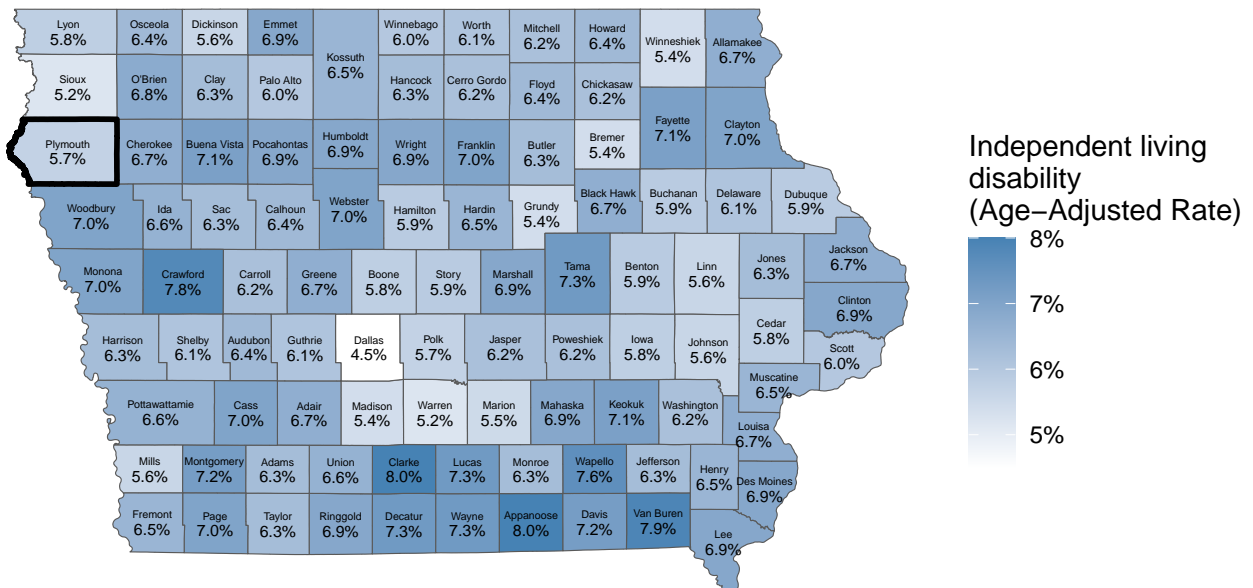 Lyon
5.8%
Osceola
6.4%
Dickinson
5.6%
Emmet
6.9%
Kossuth
6.5%
Winnebago
6.0%
Worth
6.1%
Mitchell
6.2%
Howard
6.4%
Winneshiek
5.4%
Allamakee
6.7%
Sioux
5.2%
O'Brien
6.8%
Clay
6.3%
Palo Alto
6.0%
Hancock
6.3%
Cerro Gordo
6.2%
Floyd
6.4%
Chickasaw
6.2%
Fayette
7.1%
Clayton
7.0%
Plymouth
5.7%
Cherokee
6.7%
Buena Vista
7.1%
Pocahontas
6.9%
Humboldt
6.9%
Wright
6.9%
Franklin
7.0%
Butler
6.3%
Bremer
5.4%
Woodbury
7.0%
Ida
6.6%
Sac
6.3%
Calhoun
6.4%
Webster
7.0%
Hamilton
5.9%
Hardin
6.5%
Grundy
5.4%
Black Hawk
6.7%
Buchanan
5.9%
Delaware
6.1%
Dubuque
5.9%
Monona
7.0%
Crawford
7.8%
Carroll
6.2%
Greene
6.7%
Boone
5.8%
Story
5.9%
Marshall
6.9%
Tama
7.3%
Benton
5.9%
Linn
5.6%
Jones
6.3%
Jackson
6.7%
Clinton
6.9%
Harrison
6.3%
Shelby
6.1%
Audubon
6.4%
Guthrie
6.1%
Dallas
4.5%
Polk
5.7%
Jasper
6.2%
Poweshiek
6.2%
Iowa
5.8%
Johnson
5.6%
Cedar
5.8%
Scott
6.0%
Muscatine
6.5%
Pottawattamie
6.6%
Cass
7.0%
Adair
6.7%
Madison
5.4%
Warren
5.2%
Marion
5.5%
Mahaska
6.9%
Keokuk
7.1%
Washington
6.2%
Louisa
6.7%
Mills
5.6%
Montgomery
7.2%
Adams
6.3%
Union
6.6%
Clarke
8.0%
Lucas
7.3%
Monroe
6.3%
Wapello
7.6%
Jefferson
6.3%
Henry
6.5%
Des Moines
6.9%
Fremont
6.5%
Page
7.0%
Taylor
6.3%
Ringgold
6.9%
Decatur
7.3%
Wayne
7.3%
Appanoose
8.0%
Davis
7.2%
Van Buren
7.9%
Lee
6.9%
Independent living
disability
(Age−Adjusted Rate)
8%
7%
6%
5%